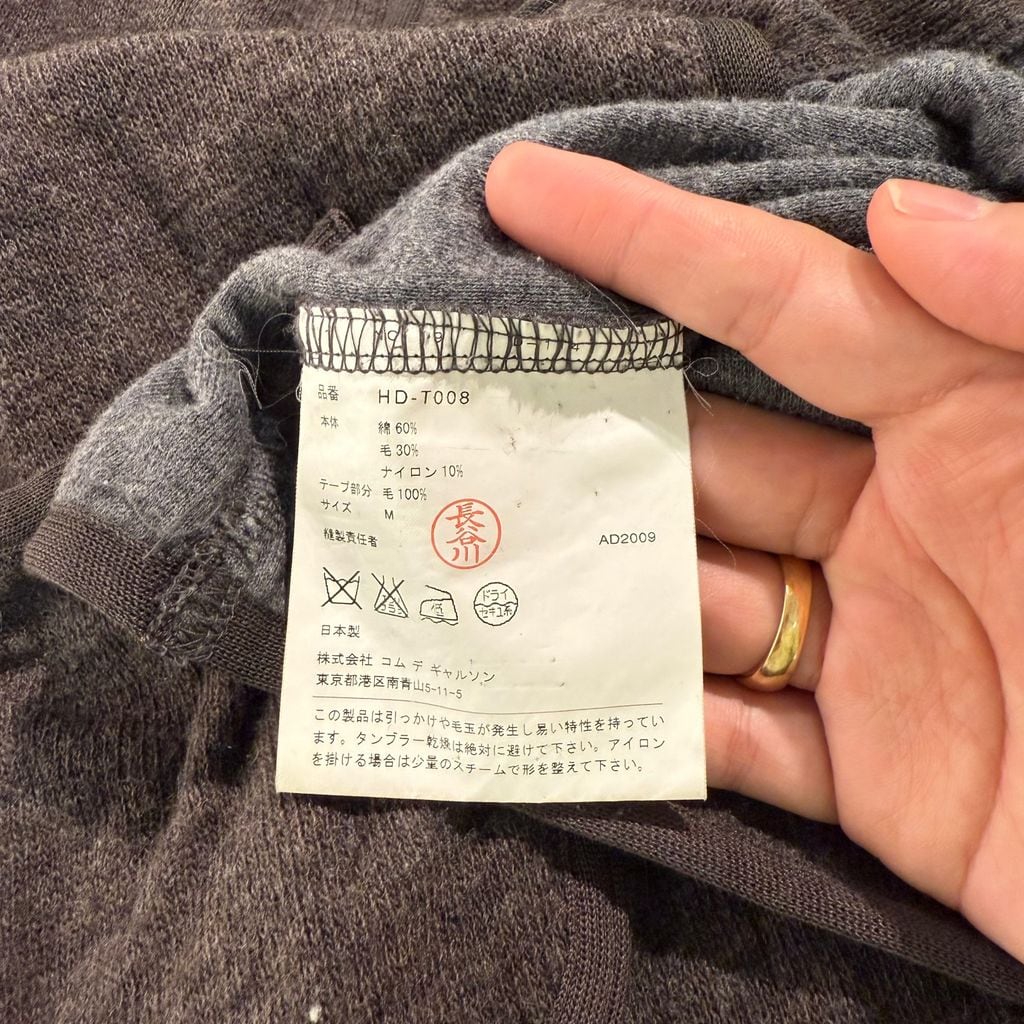 品番 HD-T008
本体 綿 60%
毛 30%
ナイロン 10%
テープ部分 毛 100%
サイズ M
長谷川
縫製責任者 AD2009
低
ドライ
セキユ系
日本製
株式会社 コム デ ギャルソン
東京都港区南青山5-11-5
この製品は引っかけや毛玉が発生し易い特性を持ってい
ます。タンブラー乾燥は絶対に避けて下さい。アイロン
を掛ける場合は少量のスチームで形を整えて下さい。